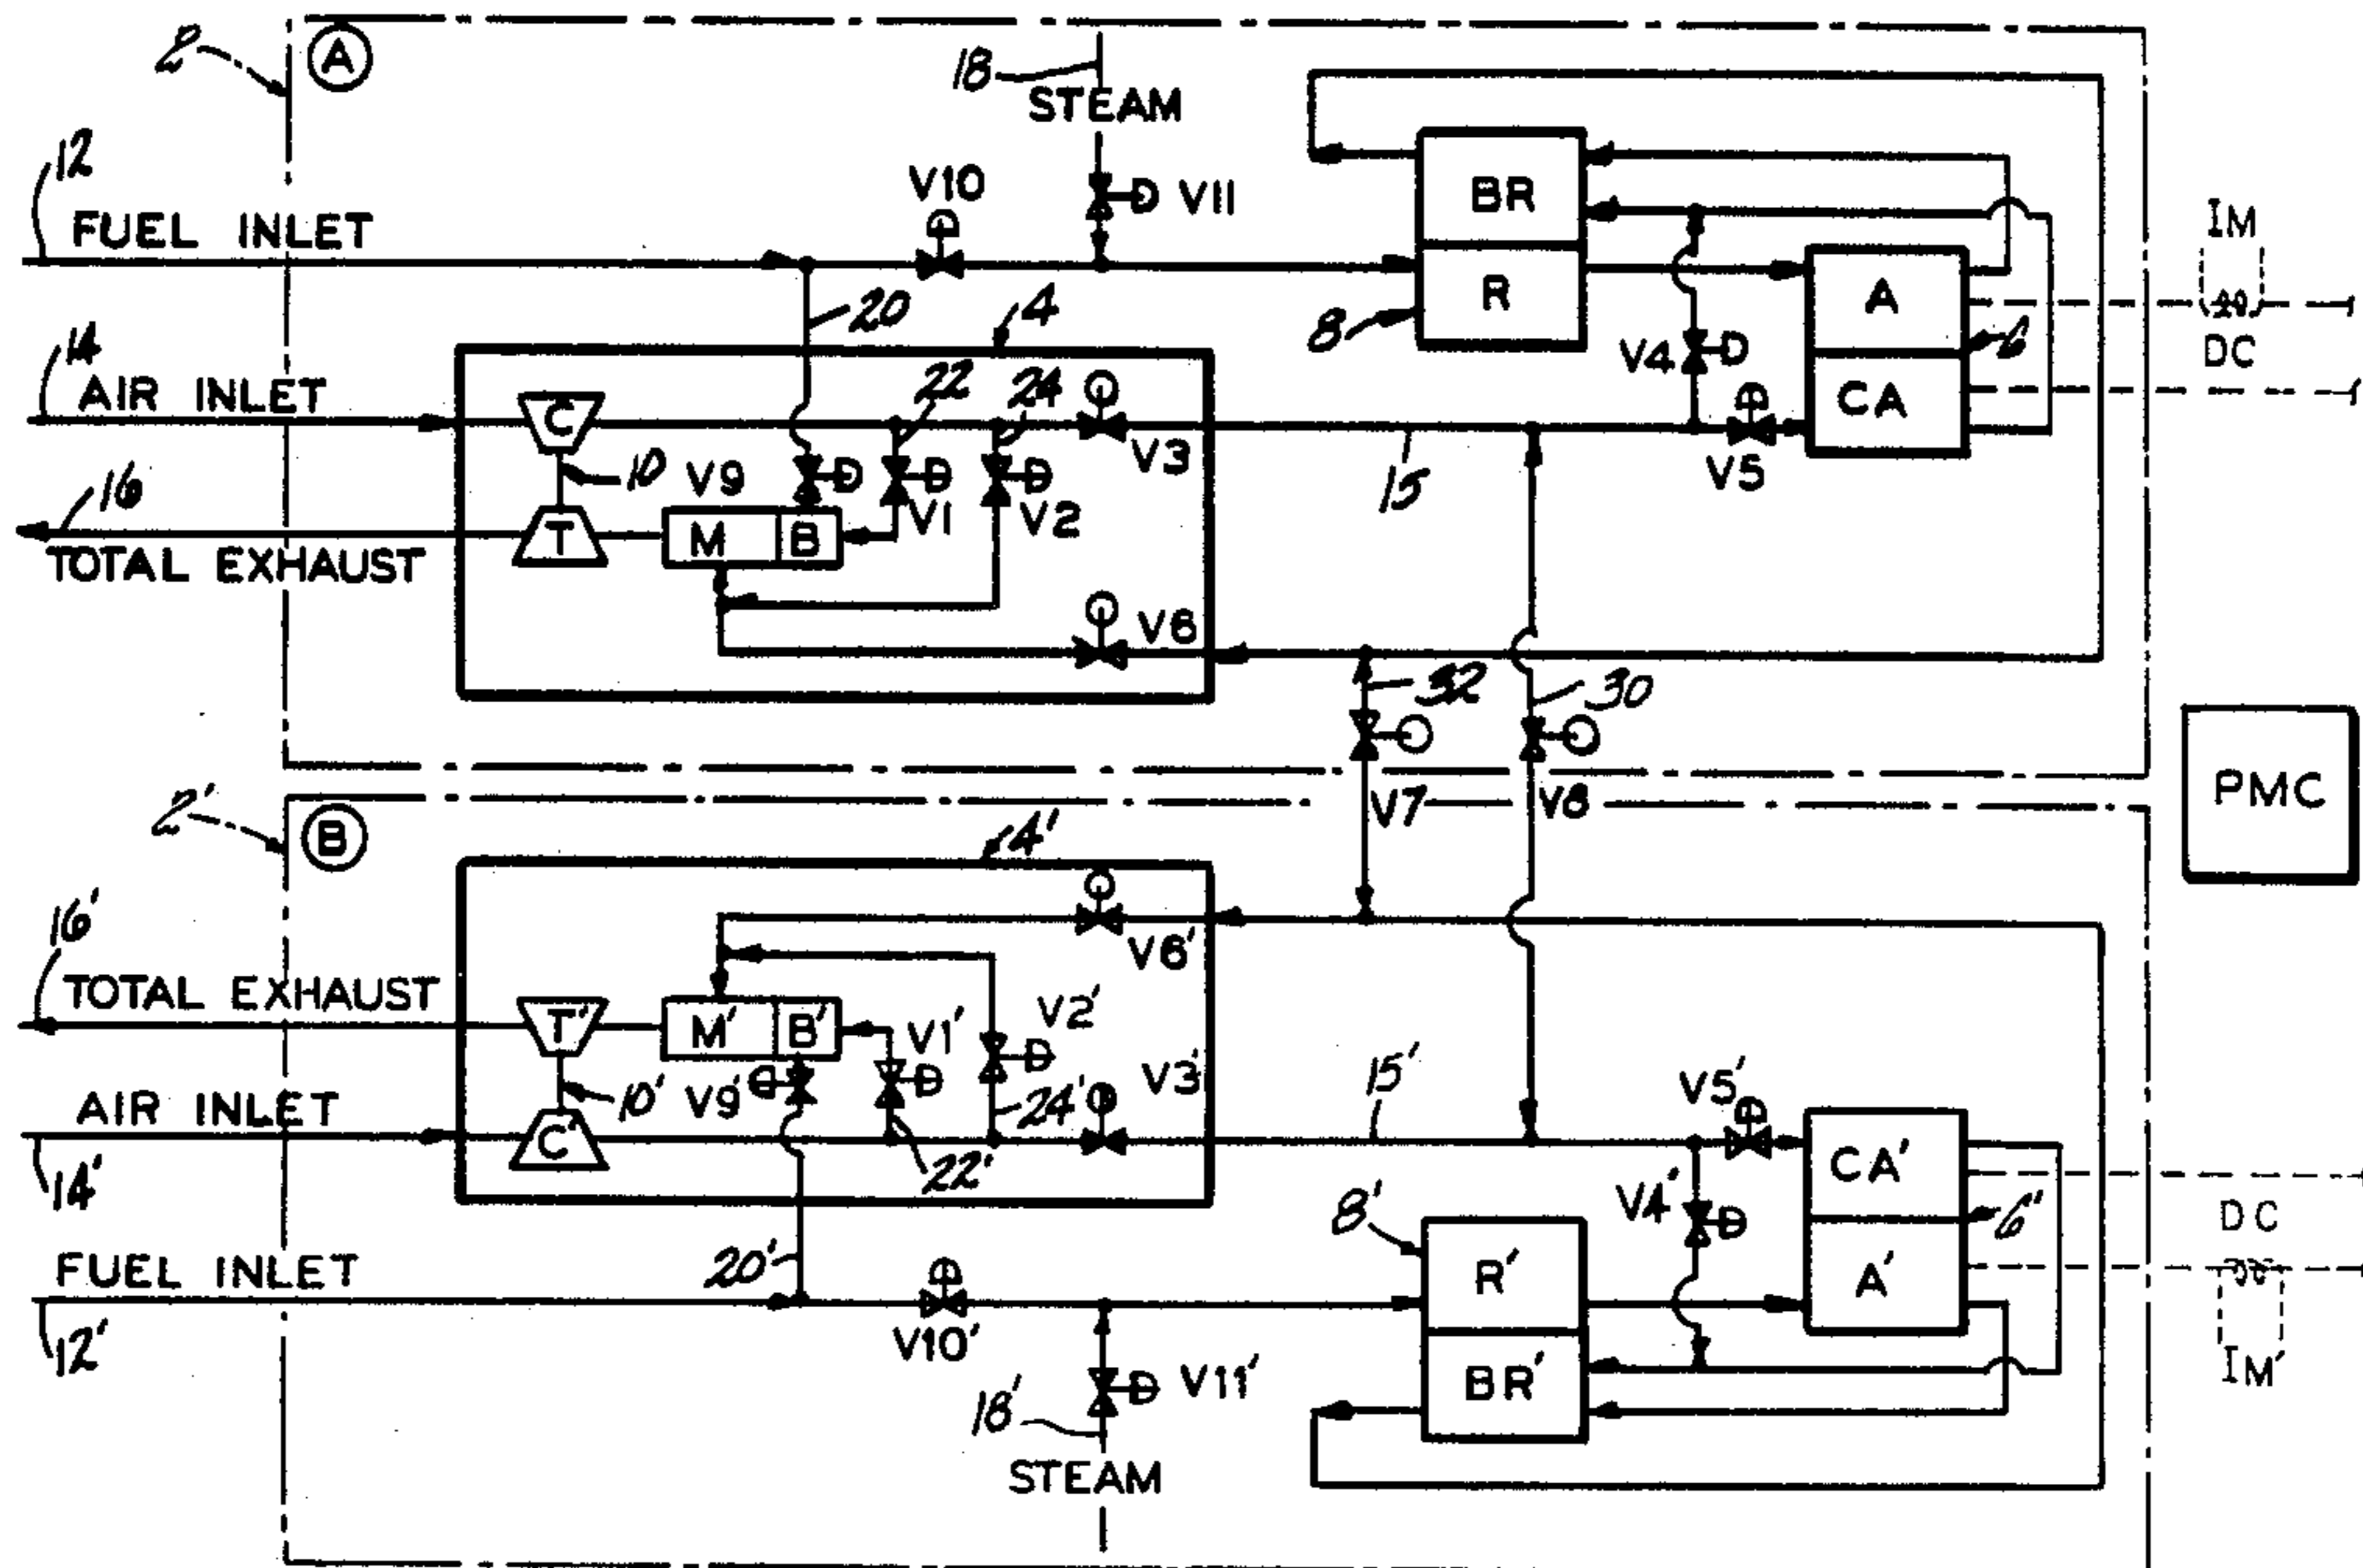 2
A
18
STEAM
12
FUEL INLET
V10
V11
BR
R
8
A
CA
6
IM
DC
20
4
14
AIR INLET
C
22
24
V3
V4
V5
15
10
V9
V1
V2
16
T
M
B
TOTAL EXHAUST
V6
32
30
PMC
V7
V8
2'
B
14'
V6'
16'
TOTAL EXHAUST
T'
M'
B'
V1'
V2'
V3'
10'
V9'
24'
15'
V5'
AIR INLET
C'
22'
14'
CA'
A'
6'
DC
V4'
8'
R'
BR'
FUEL INLET
20'
12'
V10'
V11'
18'
STEAM
IM'